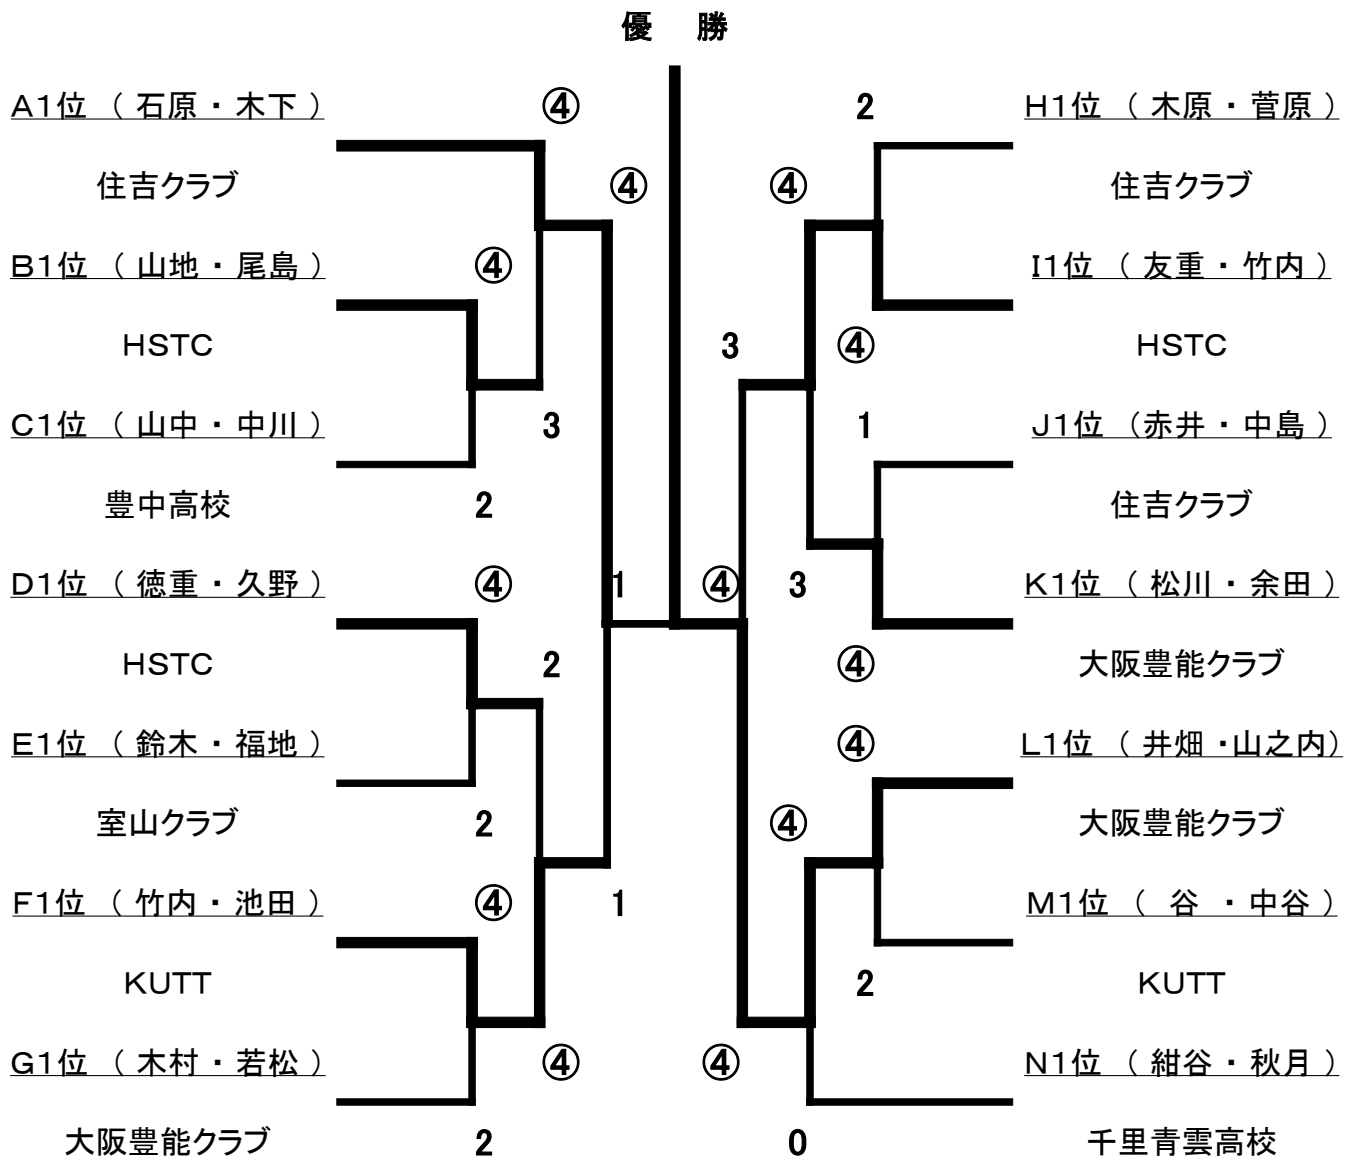 優 勝
A1位 （ 石原 ・ 木下 ） ④ 2 H1位 （ 木原 ・ 菅原 ）
住吉クラブ ④ ④ 住吉クラブ
B1位 （ 山地 ・ 尾島 ） ④ I1位 （ 友重 ・ 竹内 ）
HSTC 3 ④ HSTC
C1位 （ 山中 ・ 中川 ） 3 1 J1位 （赤井 ・ 中島 ）
豊中高校 2 住吉クラブ
D1位 （ 徳重 ・ 久野 ） ④ 1 ④ 3 K1位 （ 松川 ・ 余田 ）
HSTC 2 ④ 大阪豊能クラブ
E1位 （ 鈴木 ・ 福地 ） ④ L1位 （ 井畑 ・山之内）
室山クラブ 2 ④ 大阪豊能クラブ
F1位 （ 竹内 ・ 池田 ） ④ 1 M1位 （ 谷 ・ 中谷 ）
KUTT 2 KUTT
G1位 （ 木村 ・ 若松 ） ④ ④ N1位 （ 紺谷 ・ 秋月 ）
大阪豊能クラブ 2 0 千里青雲高校